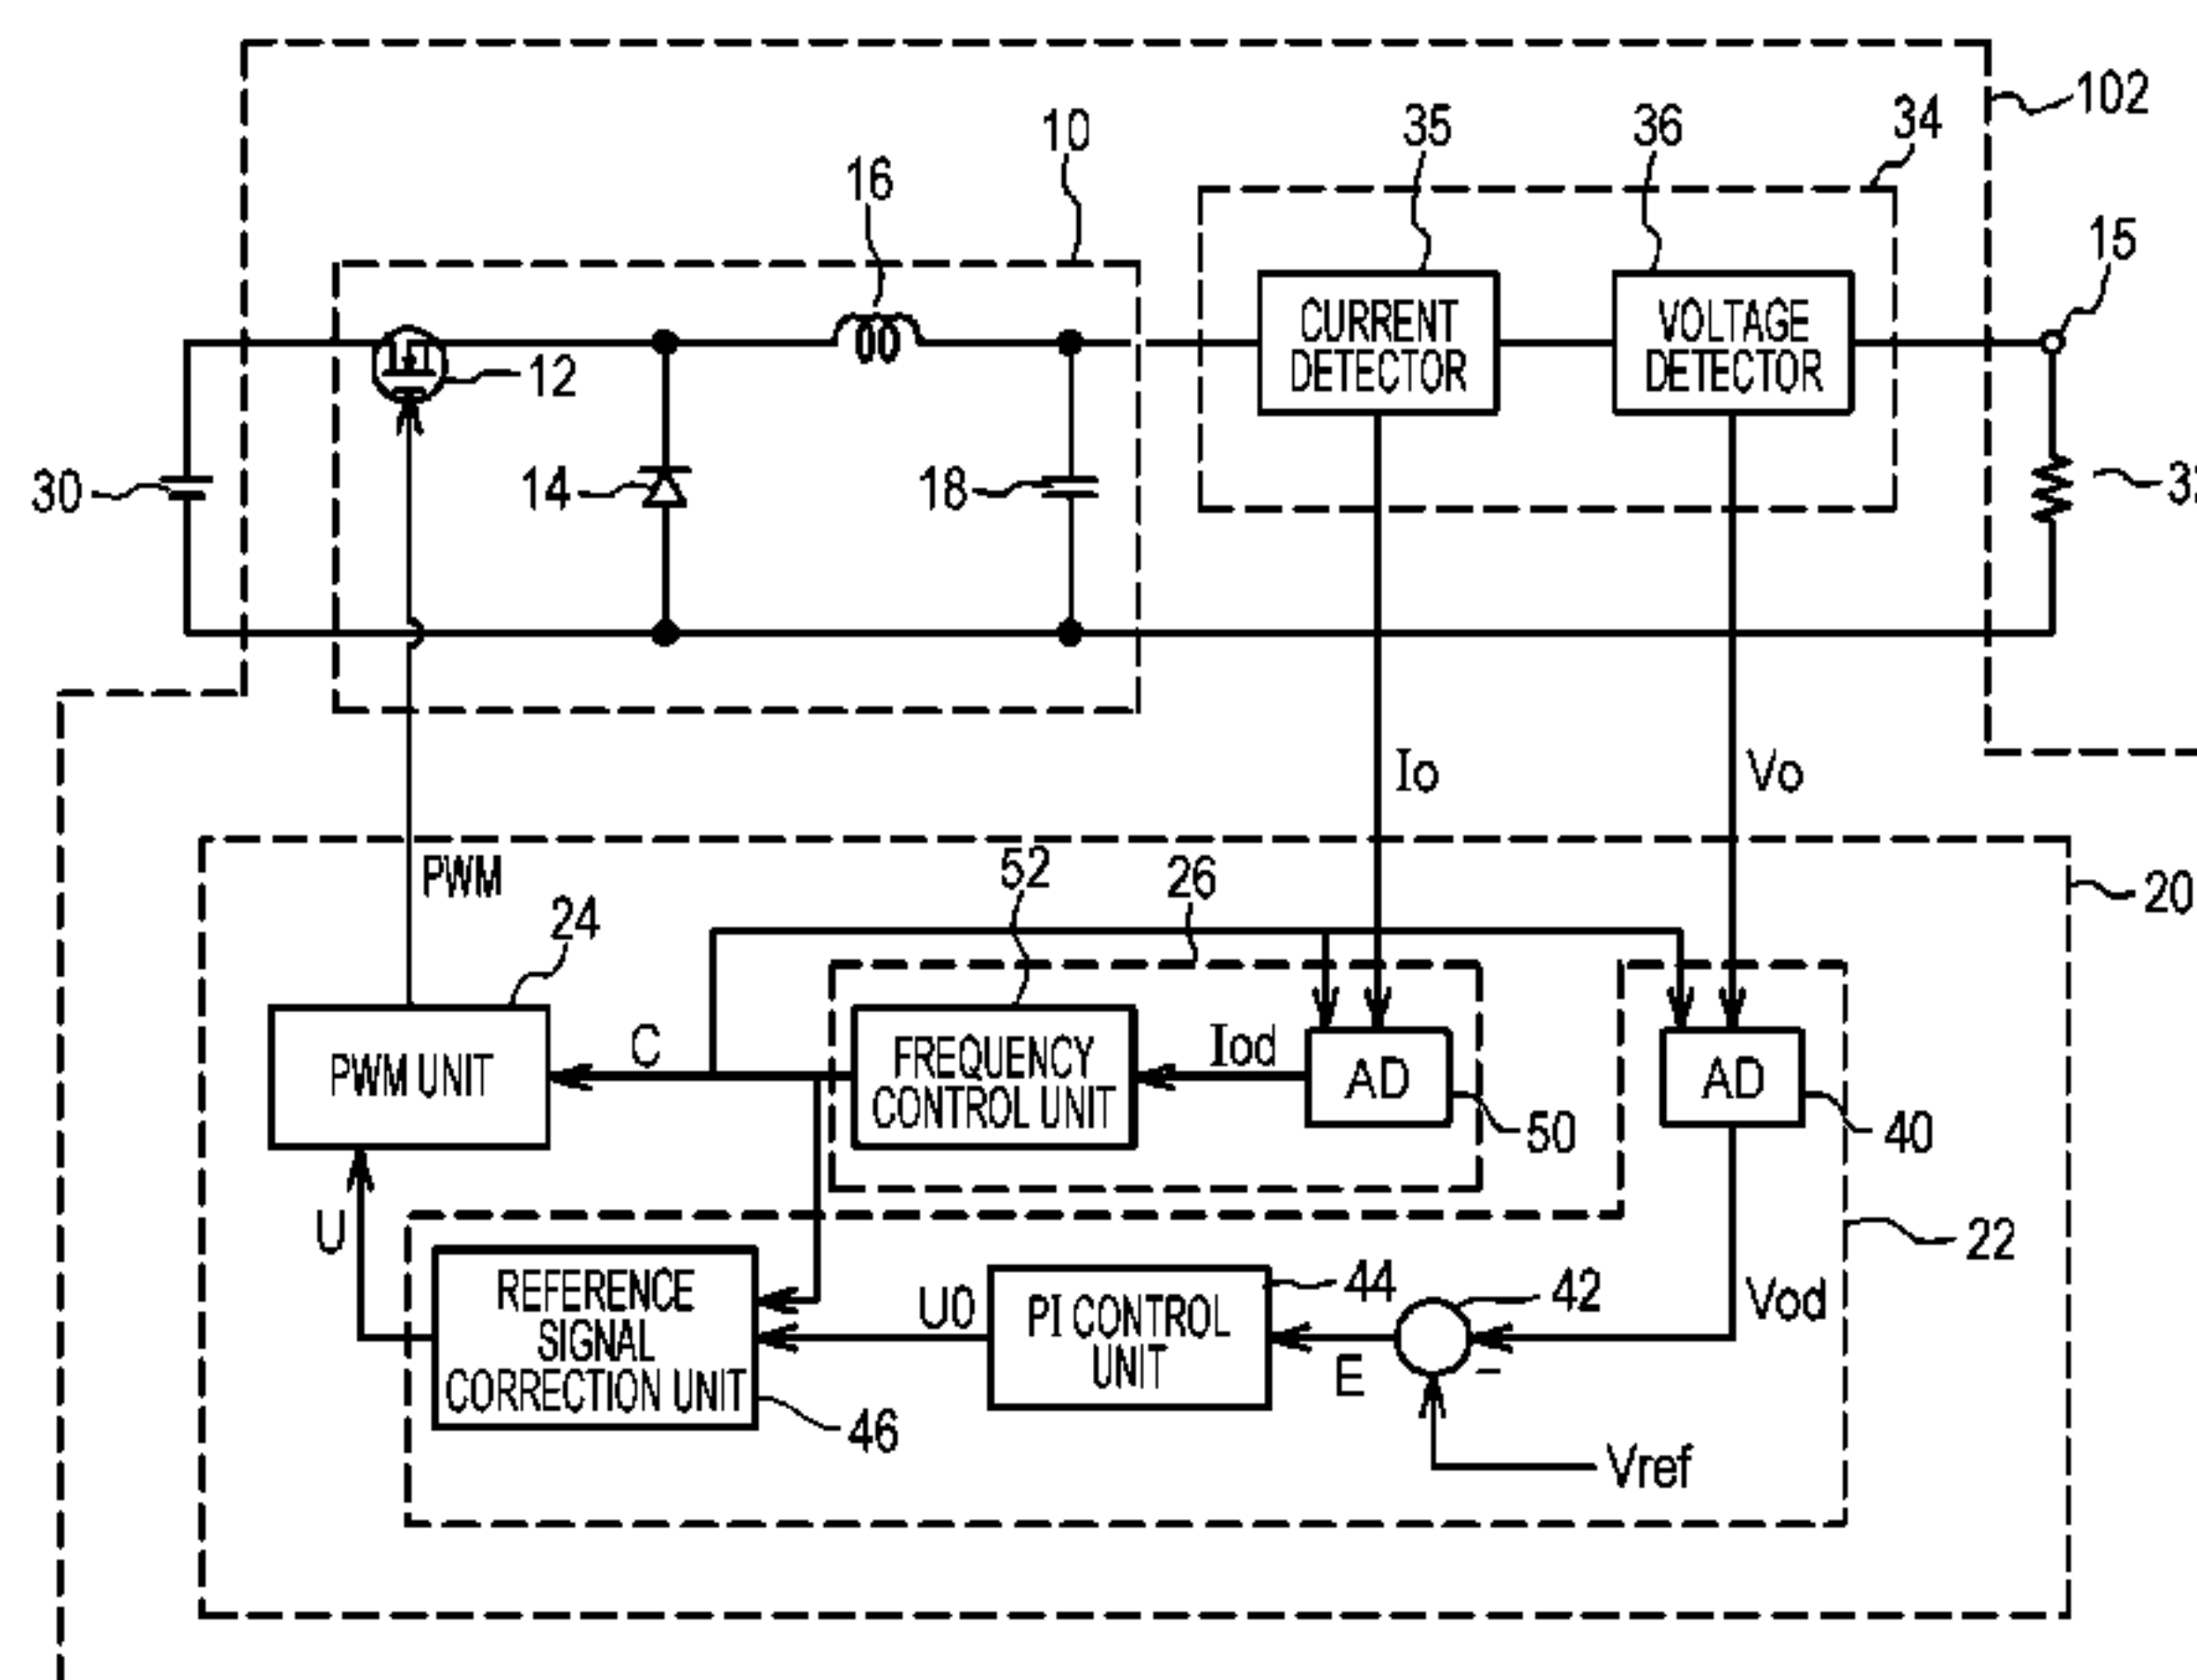 102
10
35
36
34
16
15
CURRENT
DETECTOR
VOLTAGE
DETECTOR
12
30
14
18
Io
Vo
PWM
52
26
20
24
C
Iod
PWM UNIT
FREQUENCY
CONTROL UNIT
AD
AD
50
40
U
22
REFERENCE
SIGNAL
CORRECTION UNIT
U0
PI CONTROL
UNIT
44
42
Vod
E
–
46
Vref